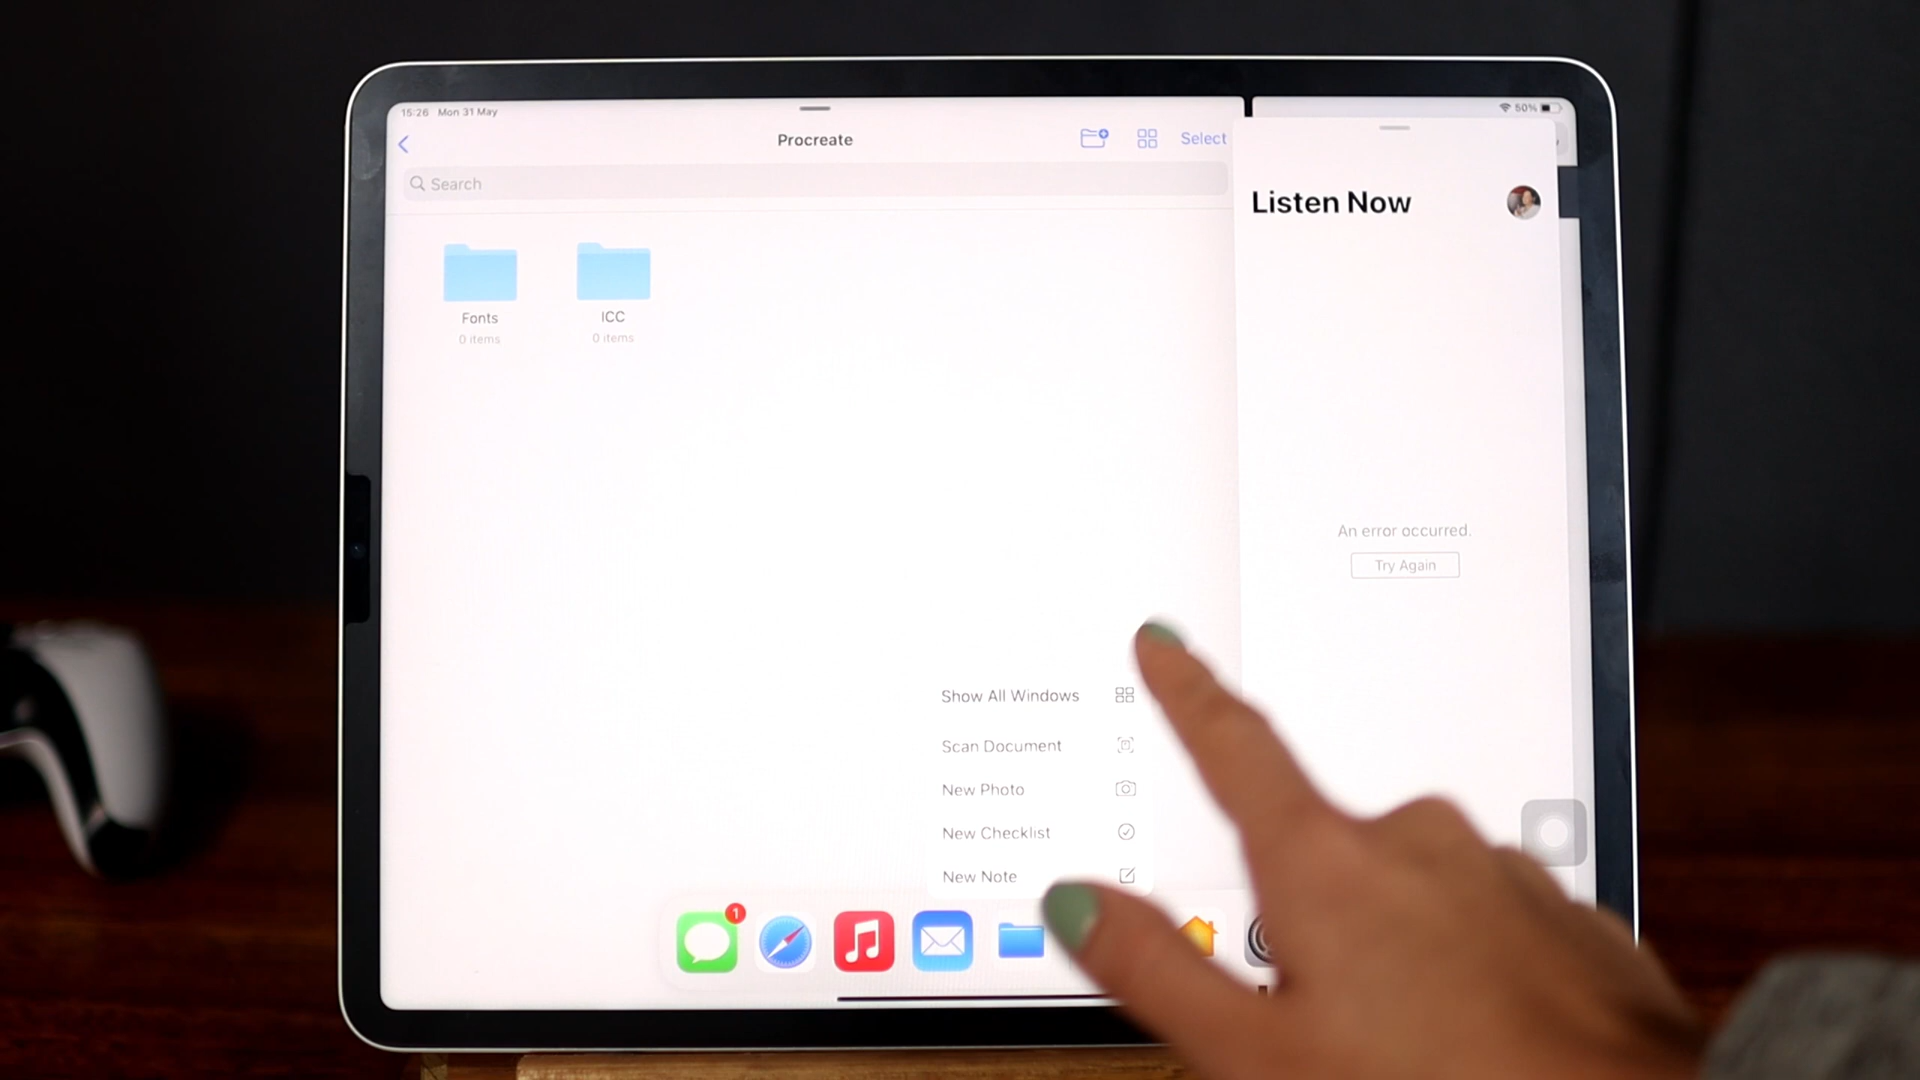 15:26 Mon 31 May
50%
Procreate
Select
Search
Listen Now
Fonts
0 items
ICC
0 items
An error occurred.
Try Again
Show All Windows
Scan Document
New Photo
New Checklist
New Note
1